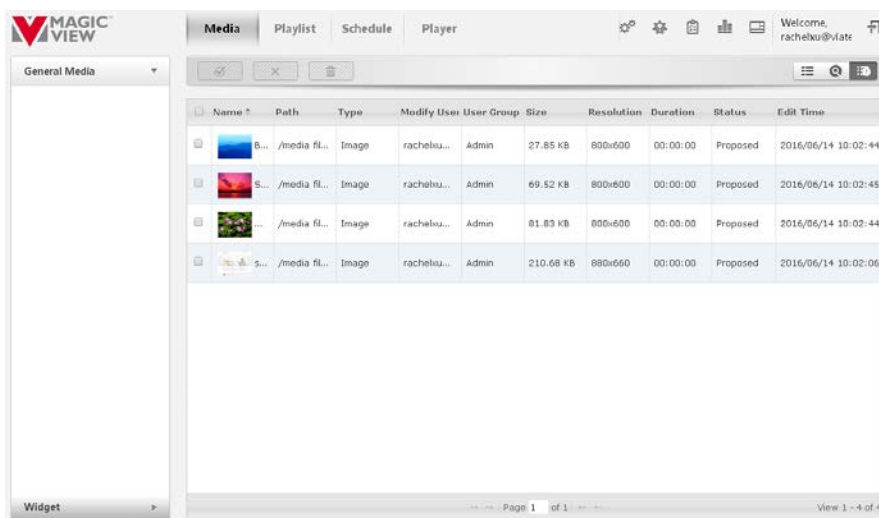 MAGIC
VIEW™
Media Playlist Schedule Player
Welcome,
General Media
Name Path Type Modify User User Group Size Resolution Duration Status Edit Time
B... /media fil... Image rachelxu... Admin 27.85 KB 800x600 00:00:00 Proposed 2016/06/14 10:02:44
S... /media fil... Image rachelxu... Admin 69.52 KB 800x600 00:00:00 Proposed 2016/06/14 10:02:45
... /media fil... Image rachelxu... Admin 81.83 KB 800x600 00:00:00 Proposed 2016/06/14 10:02:44
s... /media fil... Image rachelxu... Admin 210.68 KB 880x660 00:00:00 Proposed 2016/06/14 10:02:06
Widget
Page 1 of 1
View 1 - 4 of